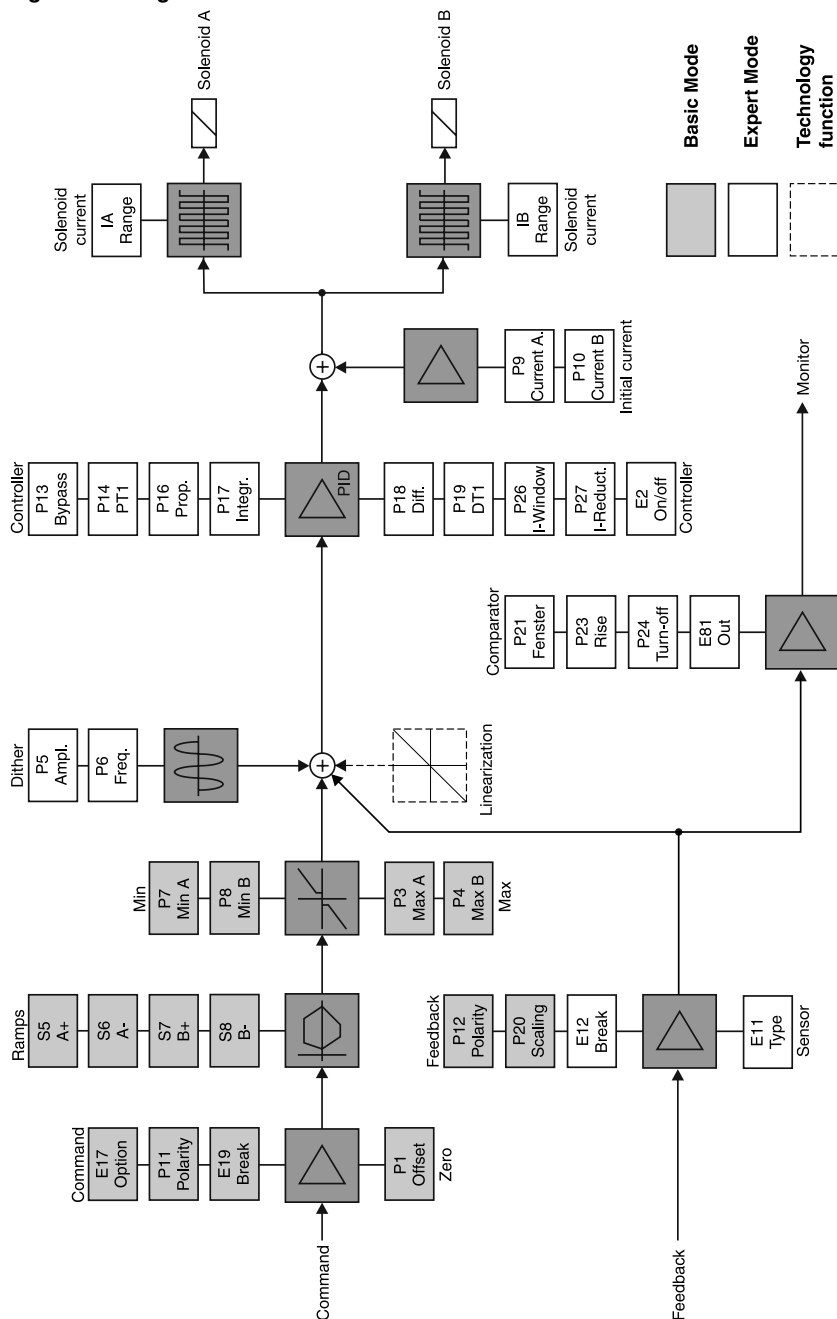 Command
Command
E17
Option
P11
Polarity
E19
Break
P1
Offset
Zero
Ramps
S5
A+
S6
A-
S7
B+
S8
B-
Min
P7
Min A
P8
Min B
P3
Max A
P4
Max B
Max
Dither
P5
Ampl.
P6
Freq.
Linearization
Controller
P13
Bypass
P14
PT1
P16
Prop.
P17
Integr.
PID
P18
Diff.
P19
DT1
P26
I-Window
P27
I-Reduct.
E2
On/off
Controller
P9
Current A.
P10
Current B
Initial current
Solenoid
current
IA
Range
Solenoid A
Solenoid B
IB
Range
Solenoid
current
Feedback
Feedback
P12
Polarity
P20
Scaling
E12
Break
E11
Type
Sensor
Comparator
P21
Fenster
P23
Rise
P24
Turn-off
E81
Out
Monitor
Basic Mode
Expert Mode
Technology
function